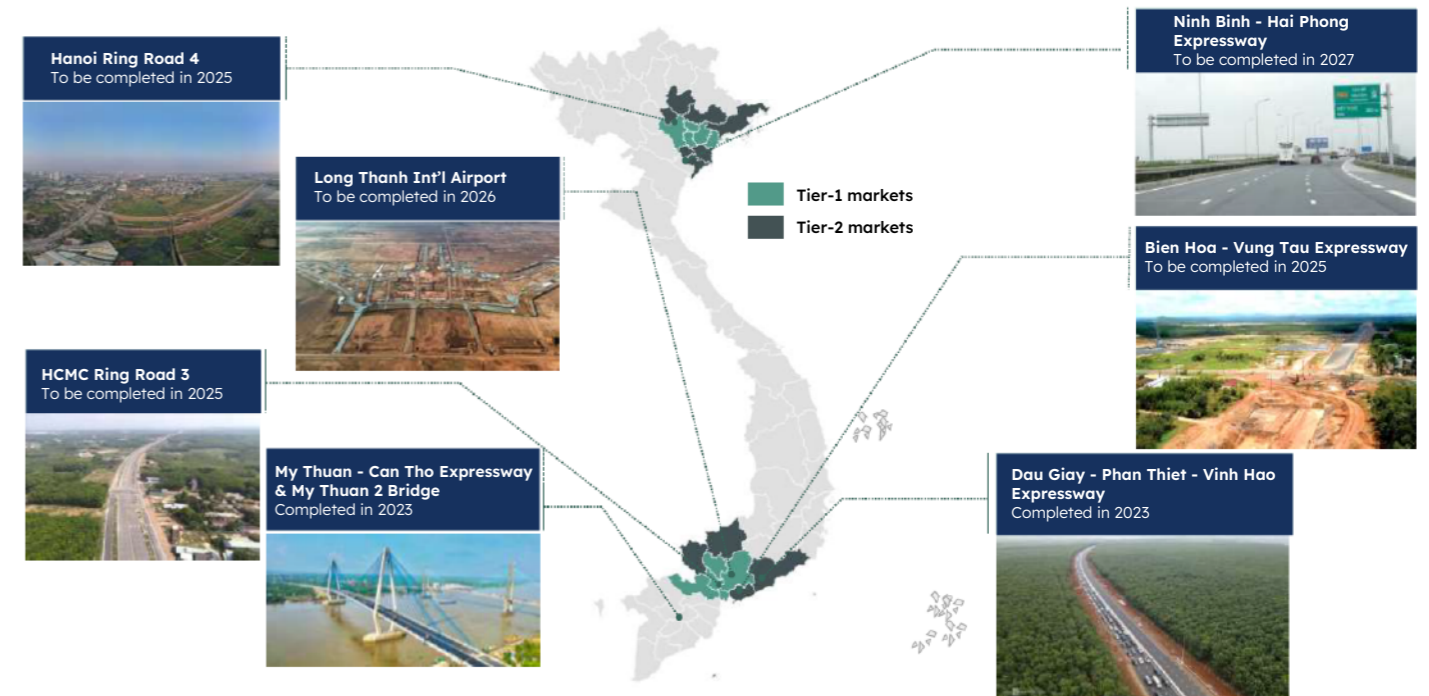 Hanoi Ring Road 4
To be completed in 2025
Long Thanh Int'l Airport
To be completed in 2026
HCMC Ring Road 3
To be completed in 2025
My Thuan - Can Tho Expressway
& My Thuan 2 Bridge
Completed in 2023
Tier-1 markets
Tier-2 markets
Ninh Binh - Hai Phong
Expressway
To be completed in 2027
Bien Hoa - Vung Tau Expressway
To be completed in 2025
Dau Giay - Phan Thiet - Vinh Hao
Expressway
Completed in 2023